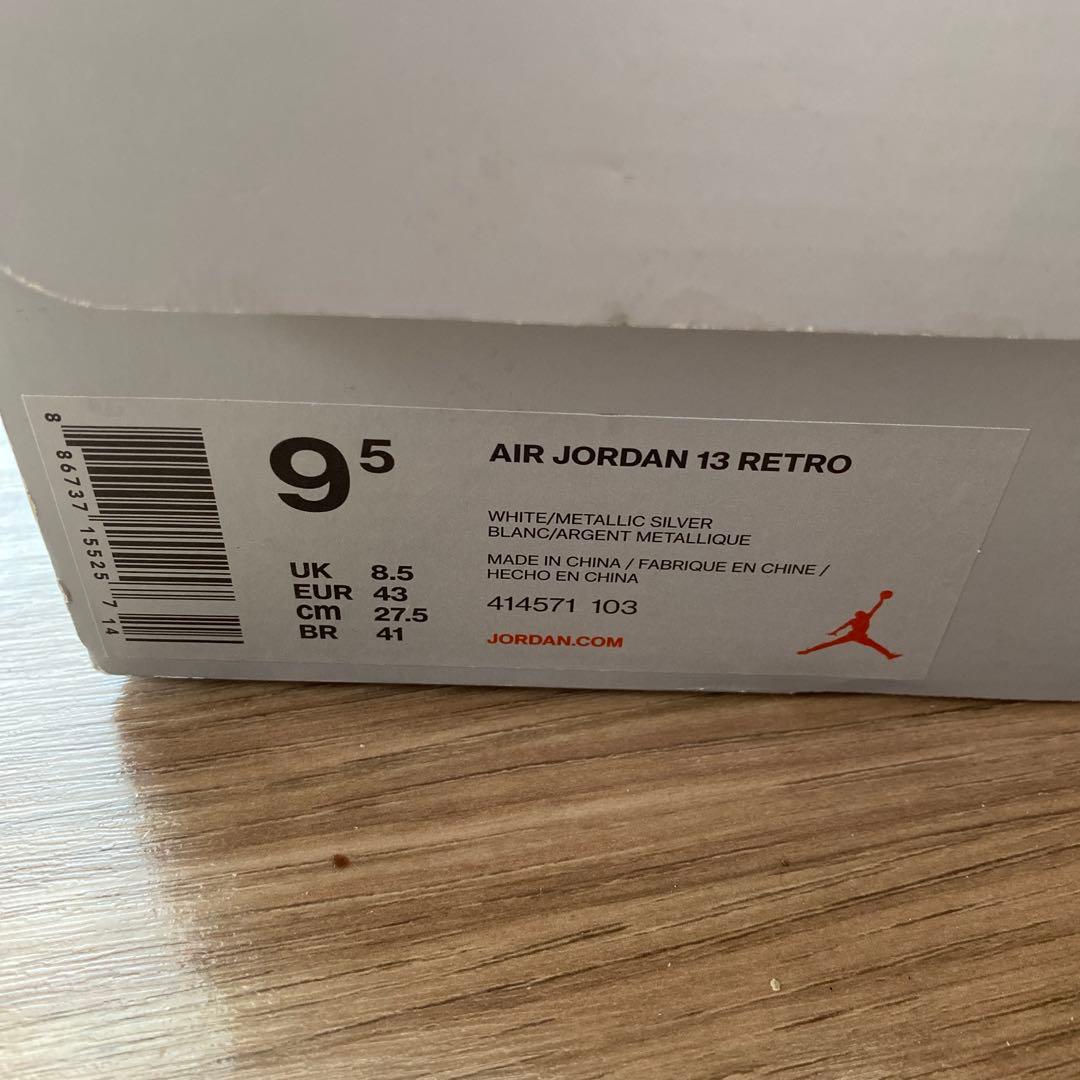 8 86737 15525 7 14
9 5
AIR JORDAN 13 RETRO
WHITE/METALLIC SILVER
BLANC/ARGENT METALLIQUE
MADE IN CHINA / FABRIQUE EN CHINE /
HECHO EN CHINA
414571 103
JORDAN.COM
UK 8.5
EUR 43
cm 27.5
BR 41